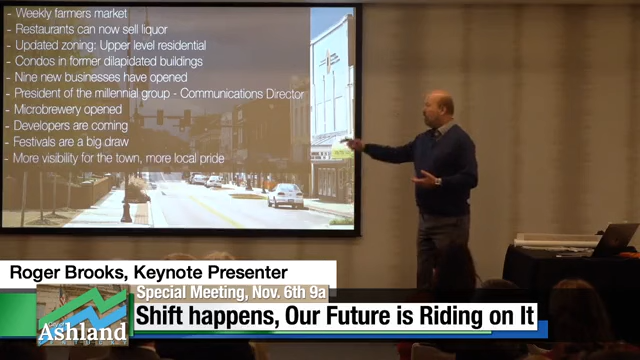 - Weekly farmers market
- Restaurants can now sell liquor
- Updated zoning: Upper level residential
- Condos in former dilapidated buildings
- Nine new businesses have opened
- President of the millennial group - Communications Director
- Microbrewery opened
- Developers are coming
- Festivals are a big draw
- More visibility for the town, more local pride
Roger Brooks, Keynote Presenter
Special Meeting, Nov. 6th 9a
Shift happens, Our Future is Riding on It
Ashland